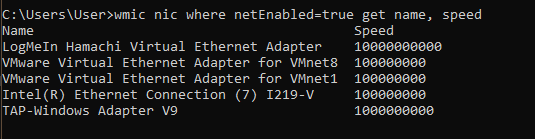 C:\Users\User>wmic nic where netEnabled=true get name, speed
Name Speed
LogMeIn Hamachi Virtual Ethernet Adapter 10000000000
VMware Virtual Ethernet Adapter for VMnet8 100000000
VMware Virtual Ethernet Adapter for VMnet1 100000000
Intel(R) Ethernet Connection (7) I219-V 1000000000
TAP-Windows Adapter V9 1000000000